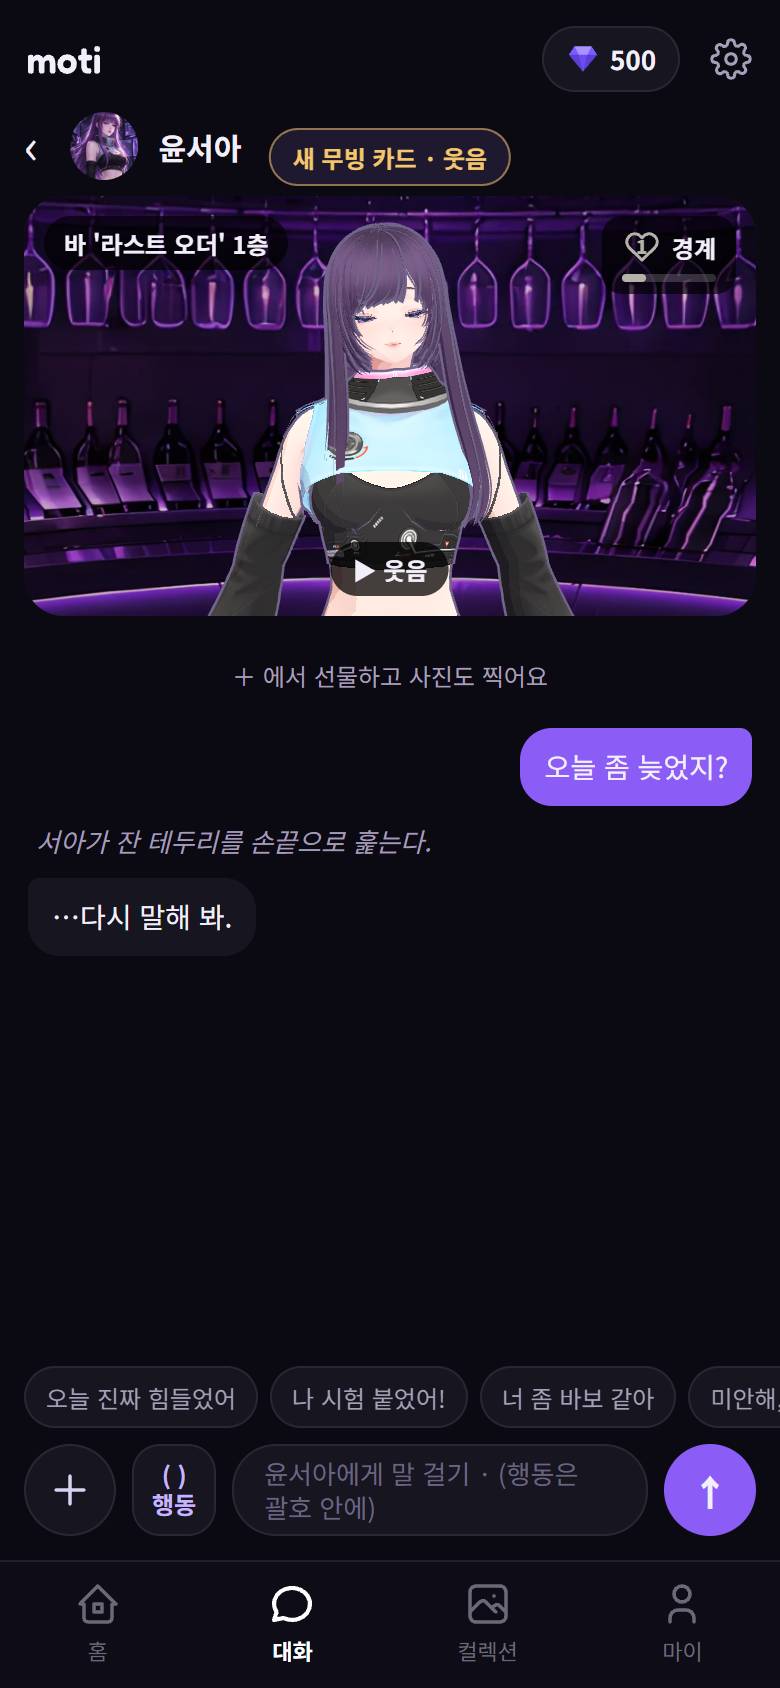 moti
500
윤서아
새 무빙 카드 · 웃음
바 '라스트 오더' 1층
1 경계
▶ 웃음
+ 에서 선물하고 사진도 찍어요
오늘 좀 늦었지?
서아가 잔 테두리를 손끝으로 훑는다.
…다시 말해 봐.
오늘 진짜 힘들었어
나 시험 붙었어!
너 좀 바보 같아
미안해,
( )
행동
윤서아에게 말 걸기 · (행동은
괄호 안에)
홈
대화
컬렉션
마이